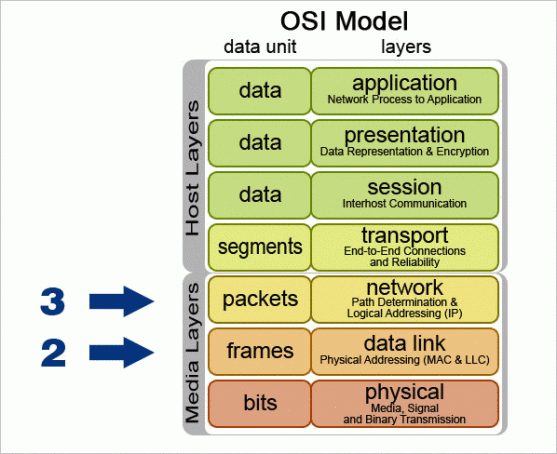 OSI Model
data unit layers
Host Layers
data application
Network Process to Application
data presentation
Data Representation & Encryption
data session
Interhost Communication
segments transport
End-to-End Connections
and Reliability
Media Layers
3 packets network
Path Determination &
Logical Addressing (IP)
2 frames data link
Physical Addressing (MAC & LLC)
bits physical
Media, Signal
and Binary Transmission